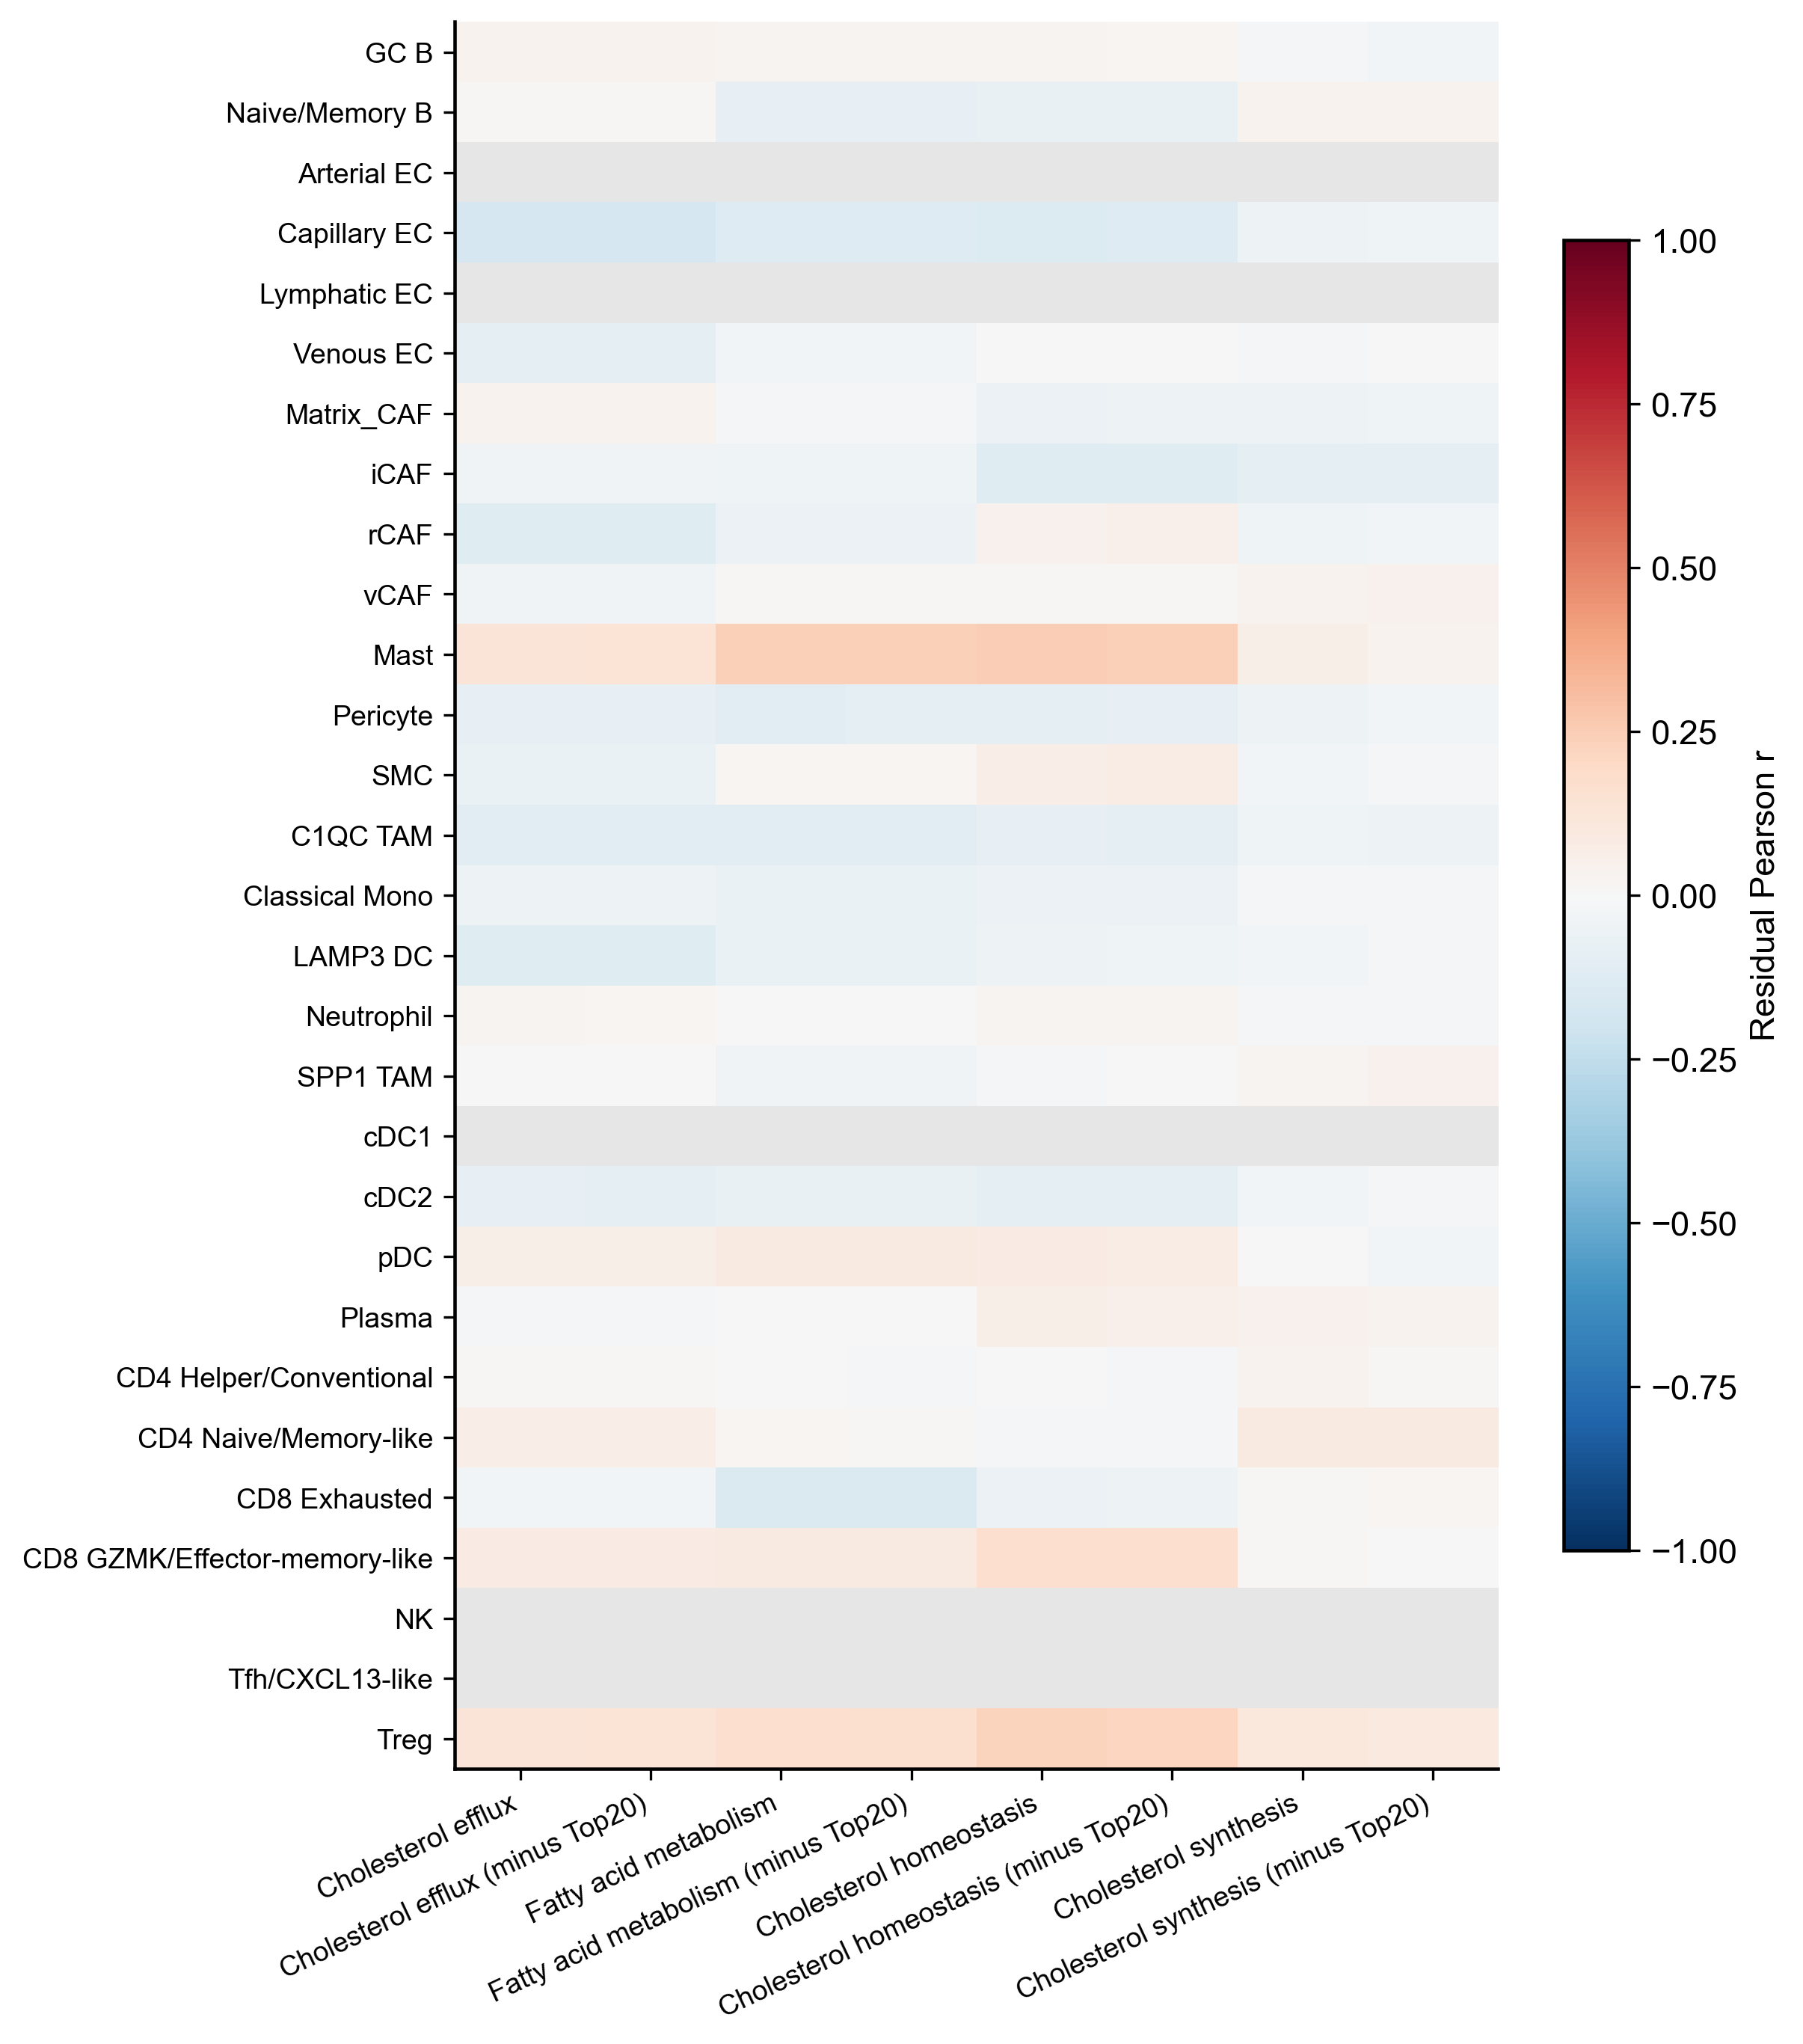 GC B
Naive/Memory B
Arterial EC
Capillary EC
Lymphatic EC
Venous EC
Matrix_CAF
iCAF
rCAF
vCAF
Mast
Pericyte
SMC
C1QC TAM
Classical Mono
LAMP3 DC
Neutrophil
SPP1 TAM
cDC1
cDC2
pDC
Plasma
CD4 Helper/Conventional
CD4 Naive/Memory-like
CD8 Exhausted
CD8 GZMK/Effector-memory-like
NK
Tfh/CXCL13-like
Treg
Cholesterol efflux
Cholesterol efflux (minus Top20)
Fatty acid metabolism
Fatty acid metabolism (minus Top20)
Cholesterol homeostasis
Cholesterol homeostasis (minus Top20)
Cholesterol synthesis
Cholesterol synthesis (minus Top20)
1.00
0.75
0.50
0.25
0.00
−0.25
−0.50
−0.75
−1.00
Residual Pearson r